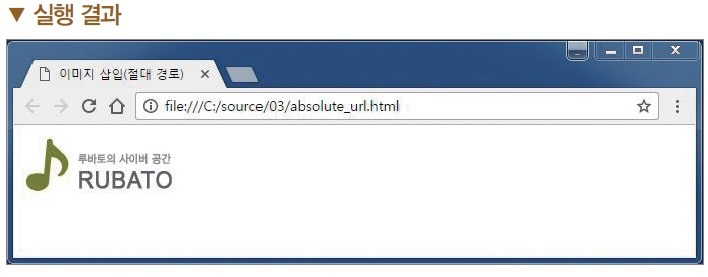 ▼ 실행 결과
이미지 삽입(절대 경로)
file:///C:/source/03/absolute_url.html
루바토의 사이버 공간
RUBATO